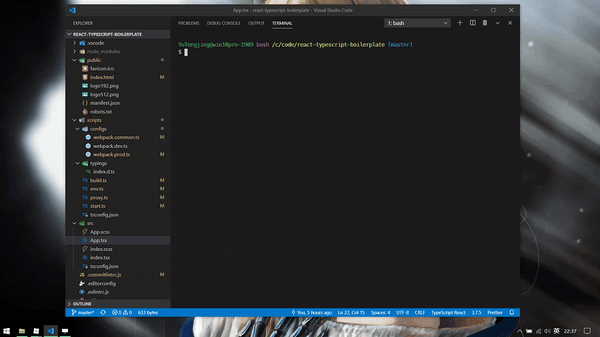 App.tsx - react-typescript-boilerplate - Visual Studio Code
EXPLORER
REACT-TYPESCRIPT-BOILERPLATE
.vscode
node_modules
public
favicon.ico
index.html M
logo192.png
logo512.png
manifest.json
robots.txt
scripts
configs
webpack.common.ts M
webpack.dev.ts
webpack.prod.ts M
typings
index.d.ts
build.ts M
env.ts M
proxy.ts M
start.ts M
tsconfig.json
src
App.scss
App.tsx
index.scss
index.tsx
tsconfig.json
.commitlintrc.js M
.editorconfig
.eslintrc.js
OUTLINE
PROBLEMS OUTPUT DEBUG CONSOLE TERMINAL 1: bash
YuTengjing@win10pro-1909 bash /c/code/react-typescript-boilerplate (master)
$
master* 0 0 633 bytes You, 5 hours ago Ln 22, Col 15 Spaces: 4 UTF-8 CRLF TypeScript React 3.7.5 Prettier
英 22:37